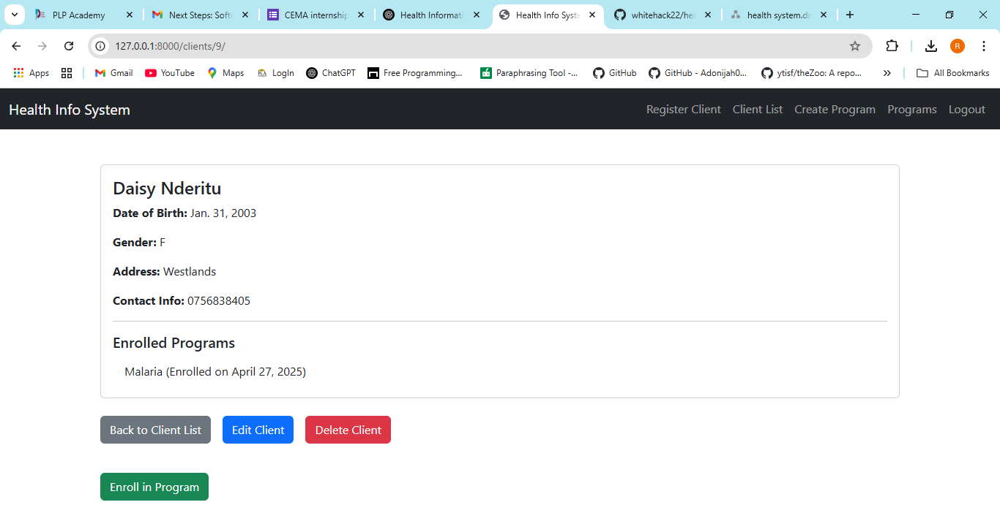 PLP Academy
Next Steps: Soft
CEMA internship
Health Informati
Health Info Syste
whitehack22/hea
health system.dr
127.0.0.1:8000/clients/9/
R
Apps
Gmail
YouTube
Maps
LogIn
ChatGPT
Free Programming...
Paraphrasing Tool -...
GitHub
GitHub - Adonijah0...
ytisf/theZoo: A repo...
All Bookmarks
Health Info System
Register Client
Client List
Create Program
Programs
Logout
Daisy Nderitu
Date of Birth: Jan. 31, 2003
Gender: F
Address: Westlands
Contact Info: 0756838405
Enrolled Programs
Malaria (Enrolled on April 27, 2025)
Back to Client List
Edit Client
Delete Client
Enroll in Program